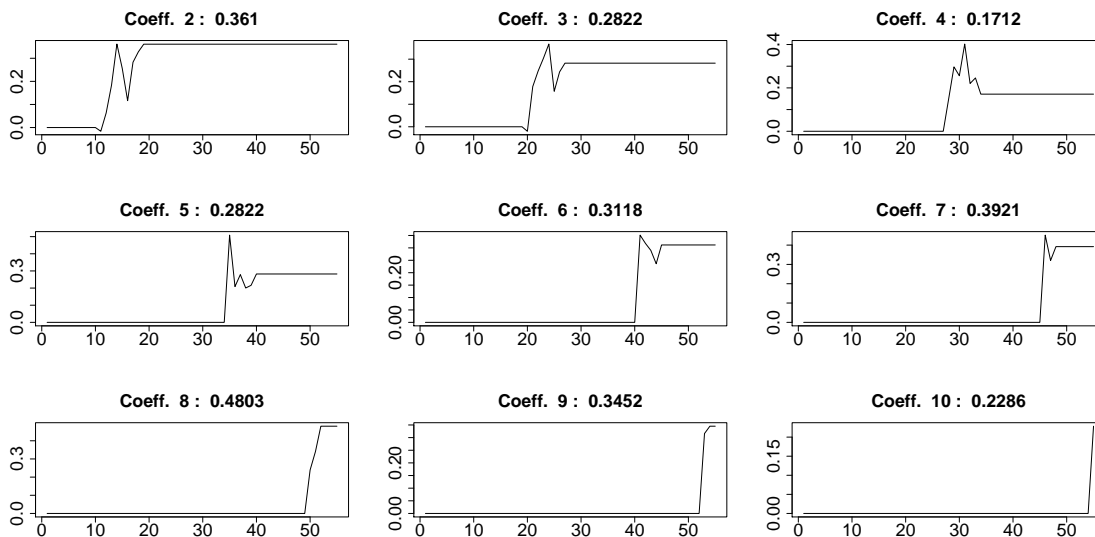 Coeff. 2 : 0.361
0.0 0.2
0 10 20 30 40 50
Coeff. 3 : 0.2822
0.0 0.2
0 10 20 30 40 50
Coeff. 4 : 0.1712
0.0 0.2 0.4
0 10 20 30 40 50
Coeff. 5 : 0.2822
0.0 0.3
0 10 20 30 40 50
Coeff. 6 : 0.3118
0.00 0.20
0 10 20 30 40 50
Coeff. 7 : 0.3921
0.0 0.3
0 10 20 30 40 50
Coeff. 8 : 0.4803
0.0 0.3
0 10 20 30 40 50
Coeff. 9 : 0.3452
0.00 0.20
0 10 20 30 40 50
Coeff. 10 : 0.2286
0.00 0.15
0 10 20 30 40 50